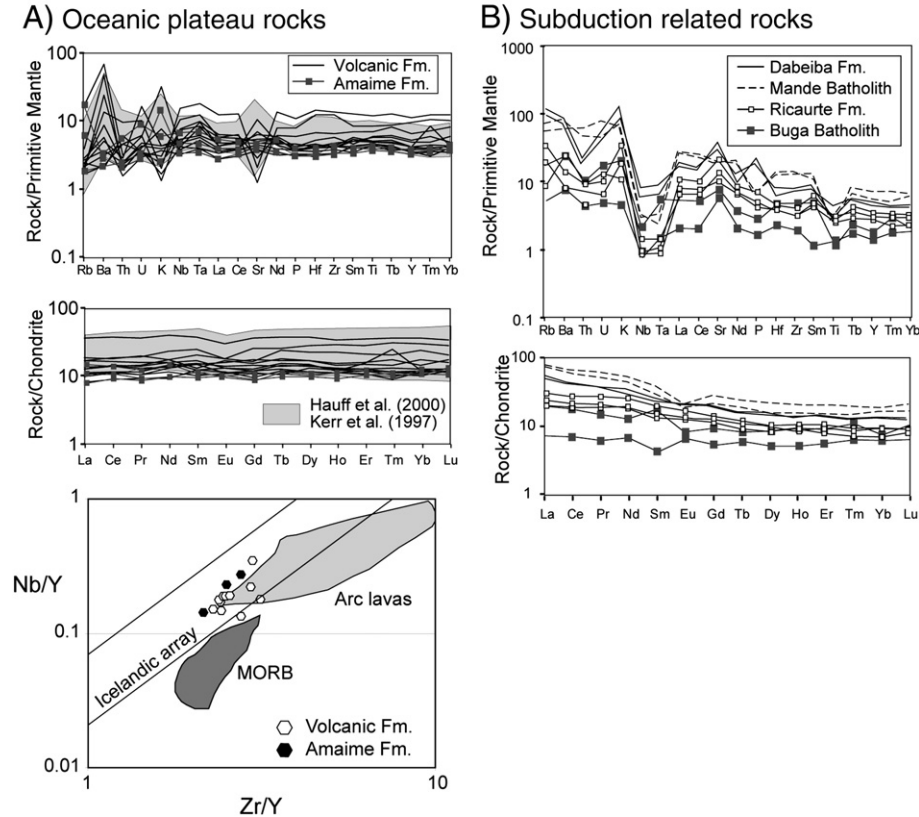 A) Oceanic plateau rocks
100
10
1
0.1
Rock/Primitive Mantle
Volcanic Fm.
Amaime Fm.
Rb Ba Th U K Nb Ta La Ce Sr Nd P Hf Zr Sm Ti Tb Y Tm Yb
100
10
1
Rock/Chondrite
Hauff et al. (2000)
Kerr et al. (1997)
La Ce Pr Nd Sm Eu Gd Tb Dy Ho Er Tm Yb Lu
1
0.1
0.01
Nb/Y
Icelandic array
Arc lavas
MORB
Volcanic Fm.
Amaime Fm.
1 10
Zr/Y
B) Subduction related rocks
1000
100
10
1
0.1
Rock/Primitive Mantle
Dabeiba Fm.
Mande Batholith
Ricaurte Fm.
Buga Batholith
Rb Ba Th U K Nb Ta La Ce Sr Nd P Hf Zr Sm Ti Tb Y Tm Yb
100
10
1
Rock/Chondrite
La Ce Pr Nd Sm Eu Gd Tb Dy Ho Er Tm Yb Lu